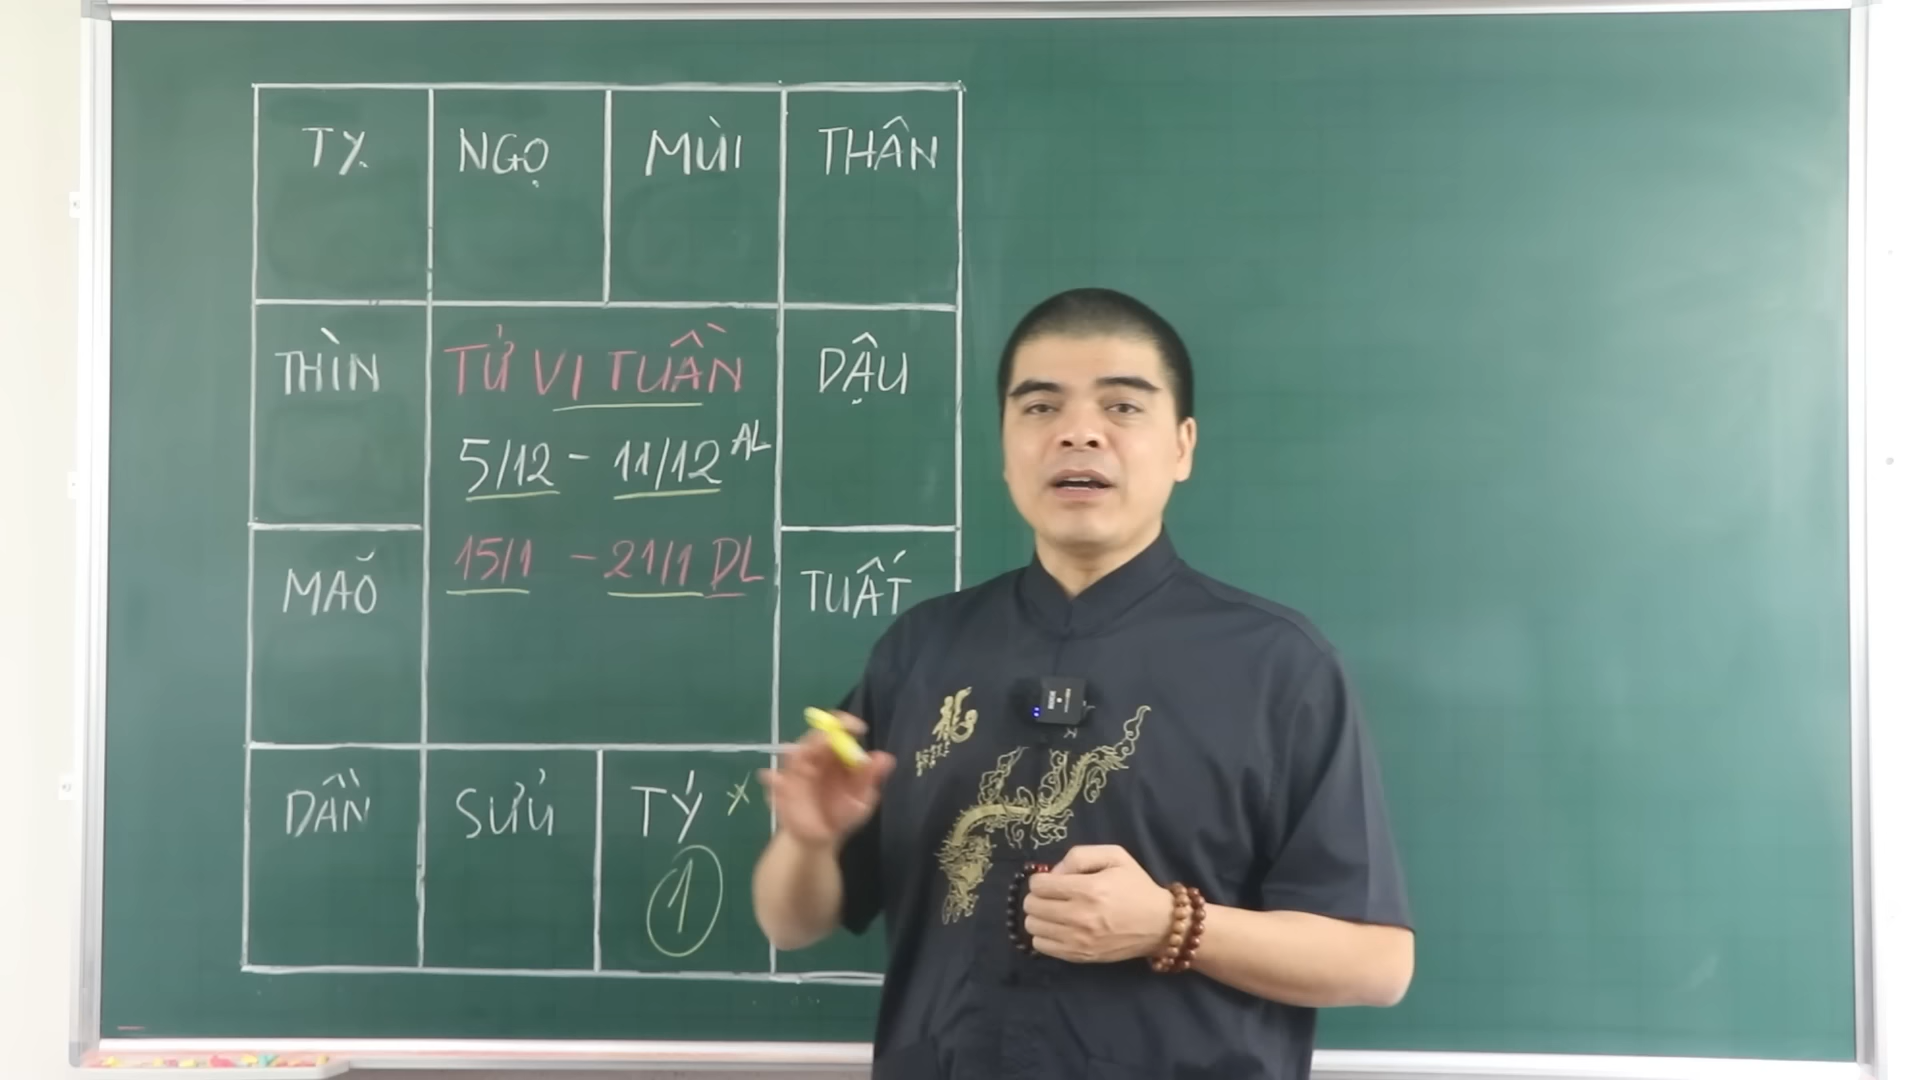 TỴ NGỌ MÙI THÂN
THÌN TỬ VI TUẦN DẬU
5/12 - 11/12 AL
15/1 - 21/1 DL
MÃO TUẤT
DẦN SỬU TÝ
1